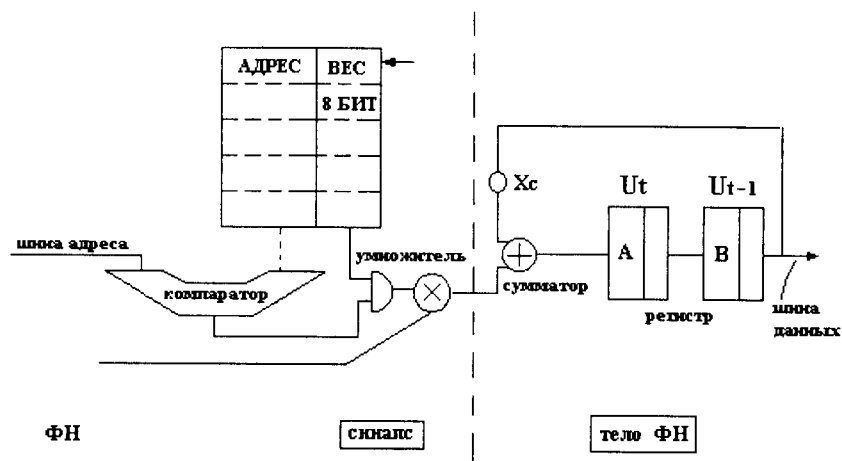 АДРЕС ВЕС
8 БИТ
Xc
Ut
Ut-1
шина адреса
умножитель
компаратор
A
B
сумматор
регистр
шина
данных
ФН
синапс
тело ФН